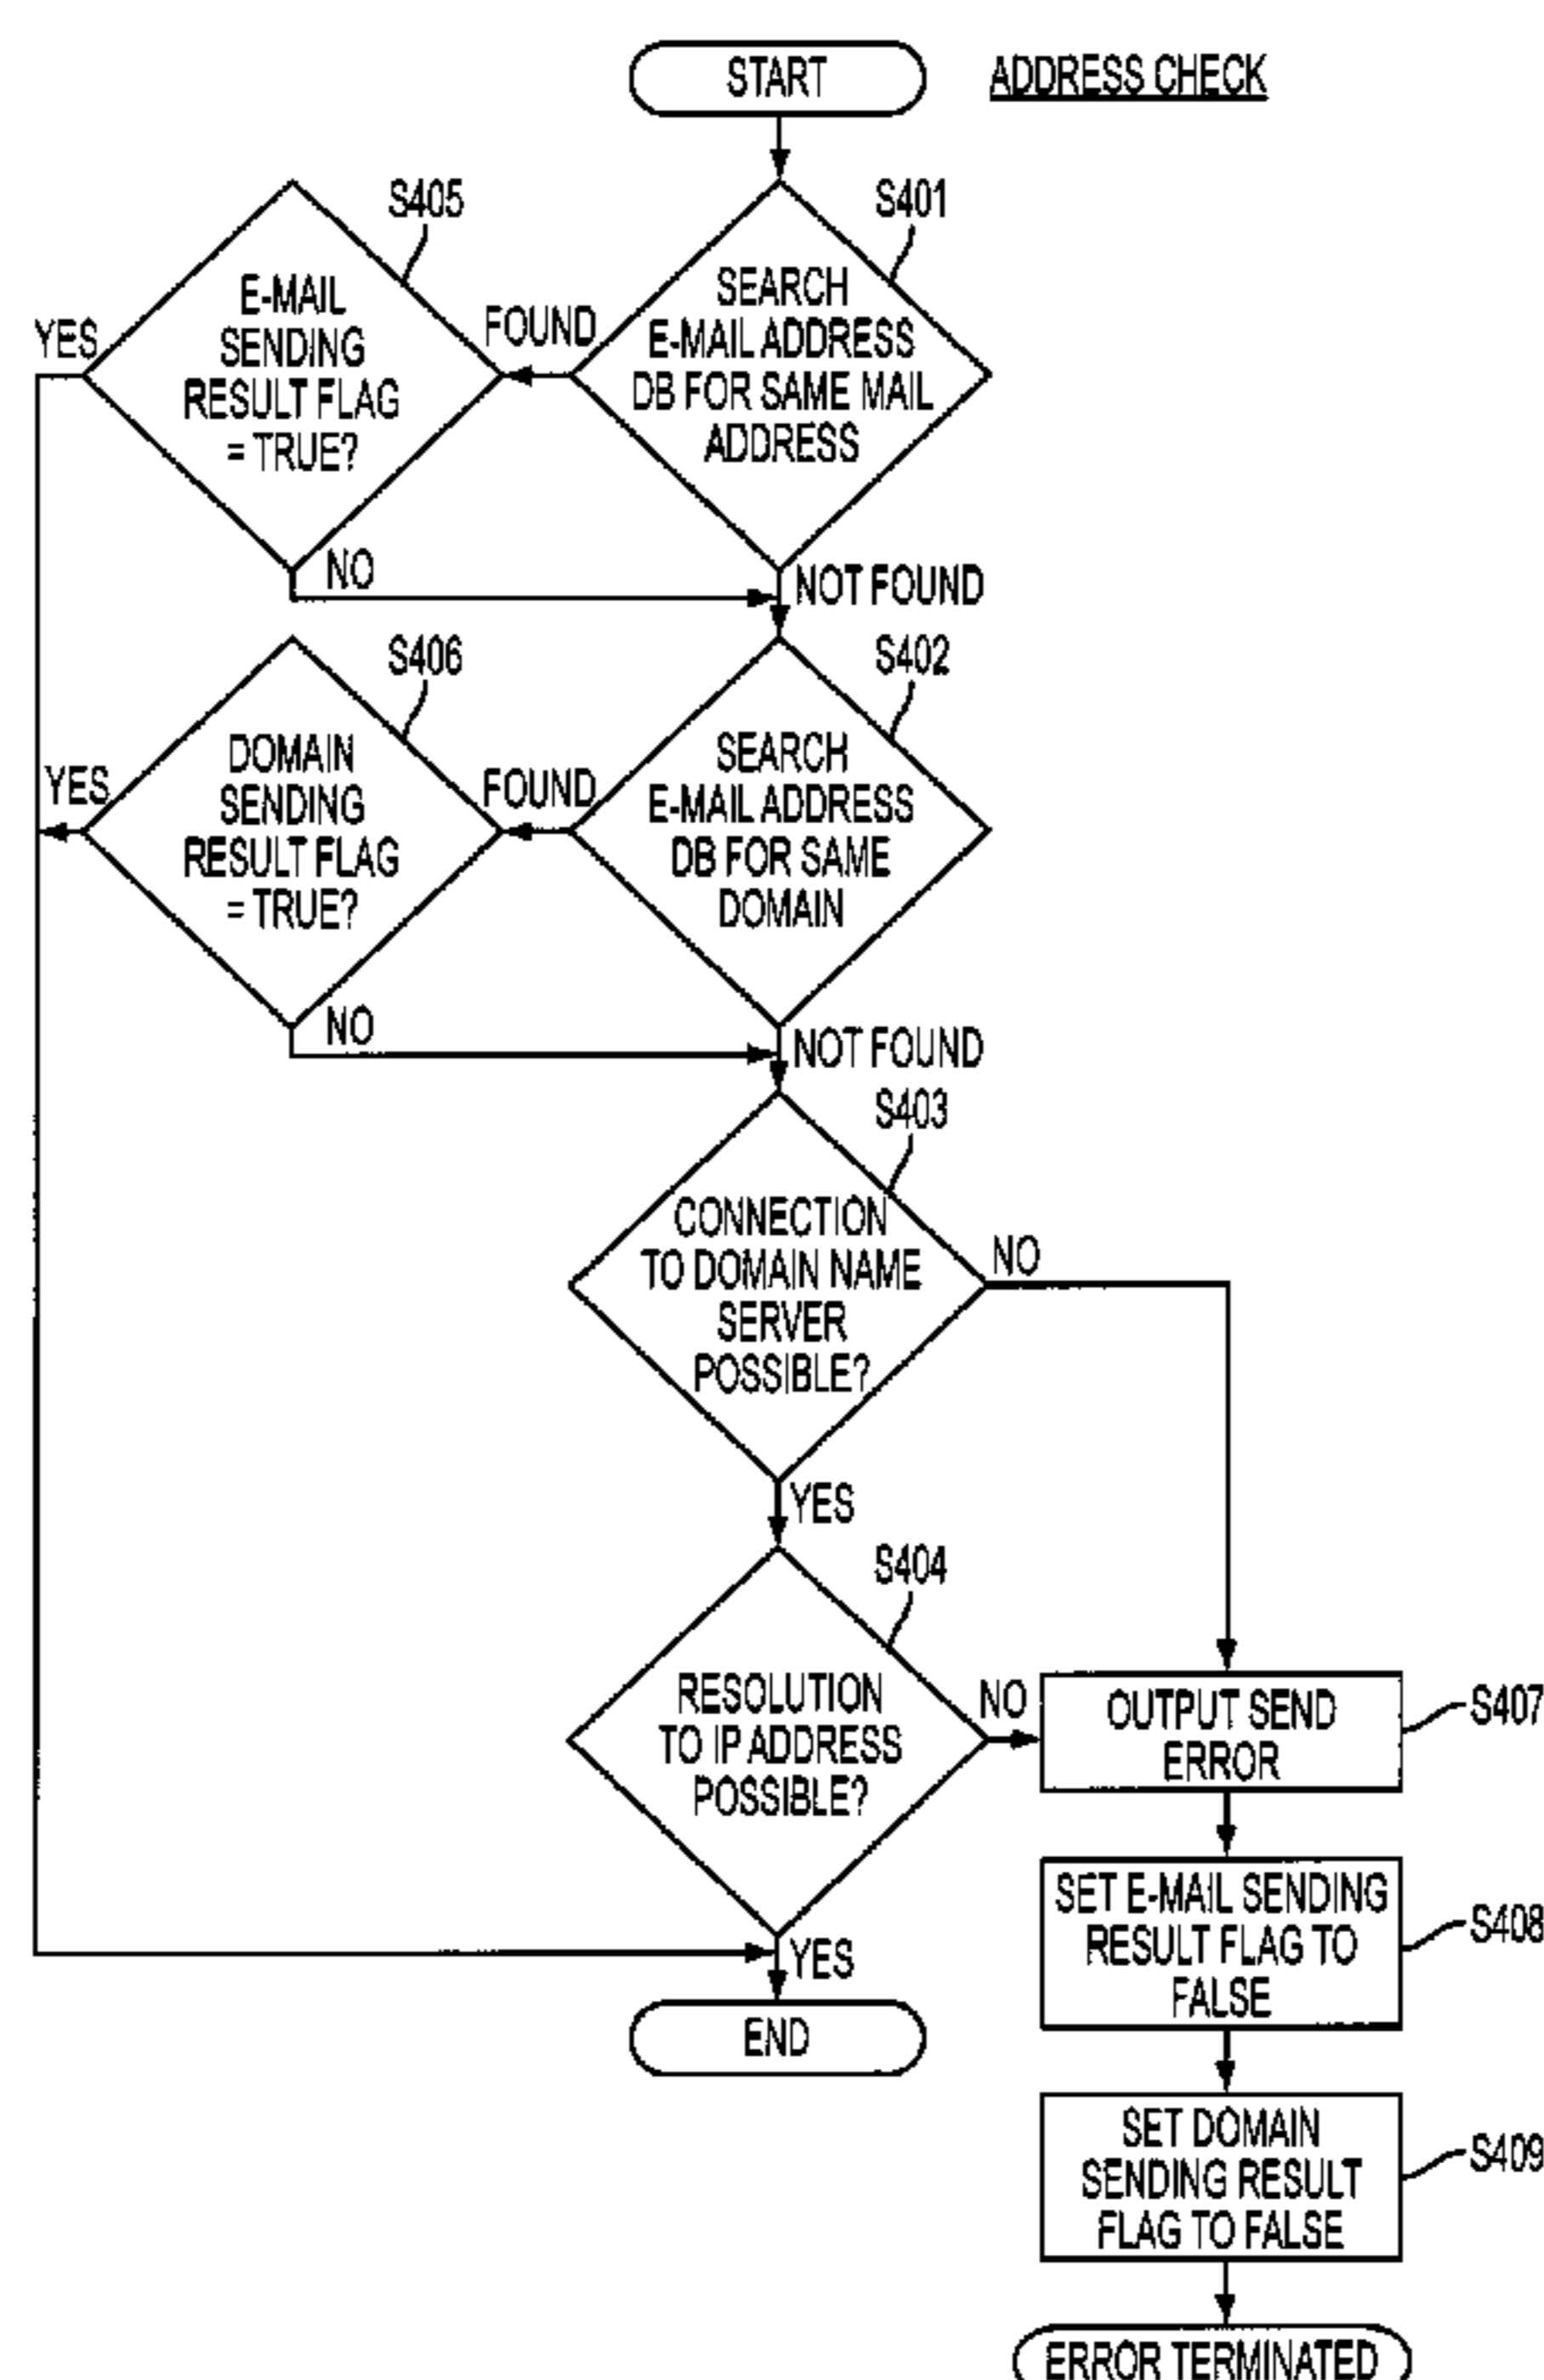 START
ADDRESS CHECK
S405
S401
E-MAIL
SENDING
RESULT FLAG
= TRUE?
YES
FOUND
SEARCH
E-MAIL ADDRESS
DB FOR SAME MAIL
ADDRESS
NO
NOT FOUND
S406
S402
DOMAIN
SENDING
RESULT FLAG
= TRUE?
YES
FOUND
SEARCH
E-MAIL ADDRESS
DB FOR SAME
DOMAIN
NO
NOT FOUND
S403
CONNECTION
TO DOMAIN NAME
SERVER
POSSIBLE?
NO
YES
S404
RESOLUTION
TO IP ADDRESS
POSSIBLE?
NO
OUTPUT SEND
ERROR
S407
SET E-MAIL SENDING
RESULT FLAG TO
FALSE
S408
YES
END
SET DOMAIN
SENDING RESULT
FLAG TO FALSE
S409
ERROR TERMINATED